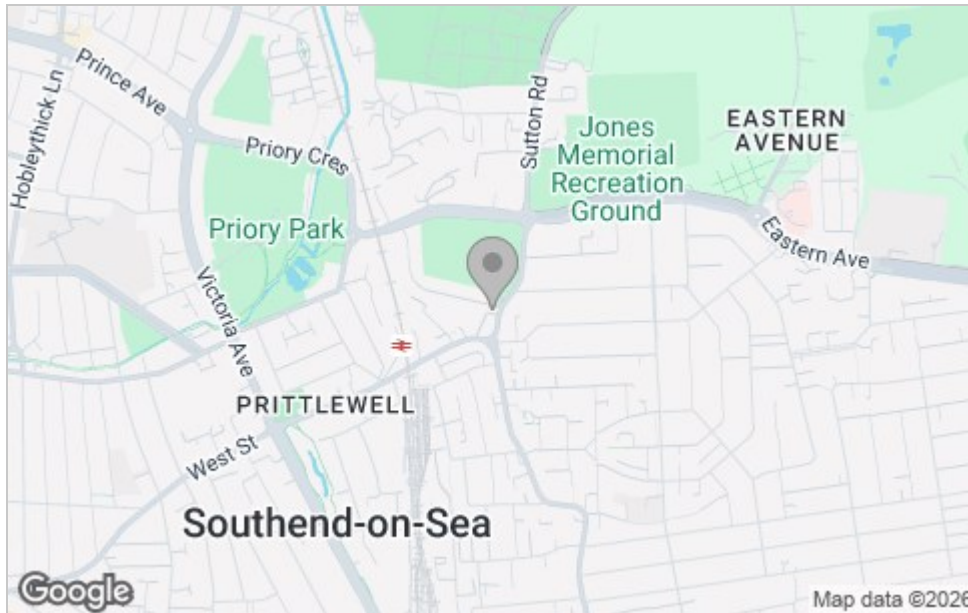 Prince Ave
Hobleythick Ln
Priory Cres
Sutton Rd
Jones
Memorial
Recreation
Ground
EASTERN
AVENUE
Priory Park
Eastern Ave
Victoria Ave
PRITTLEWELL
West St
Southend-on-Sea
Google
Map data ©2026